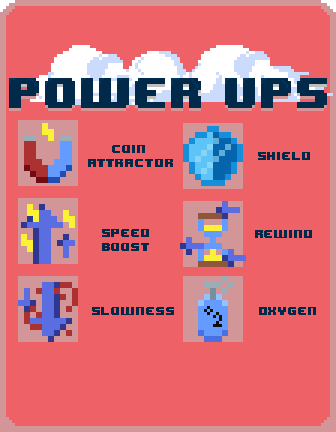 POWER UPS
COIN
ATTRACTOR
SHIELD
SPEED
BOOST
REWIND
SLOWNESS
OXYGEN